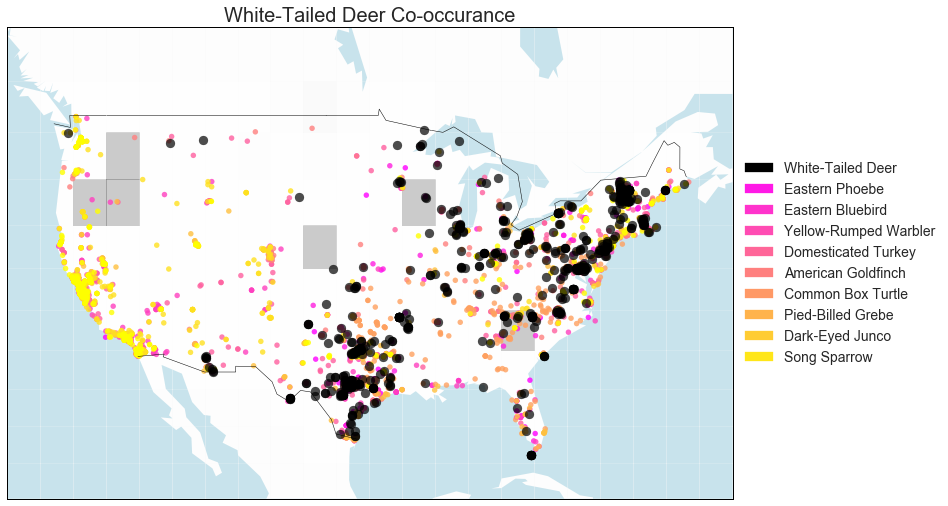 White-Tailed Deer Co-occurance
White-Tailed Deer
Eastern Phoebe
Eastern Bluebird
Yellow-Rumped Warbler
Domesticated Turkey
American Goldfinch
Common Box Turtle
Pied-Billed Grebe
Dark-Eyed Junco
Song Sparrow